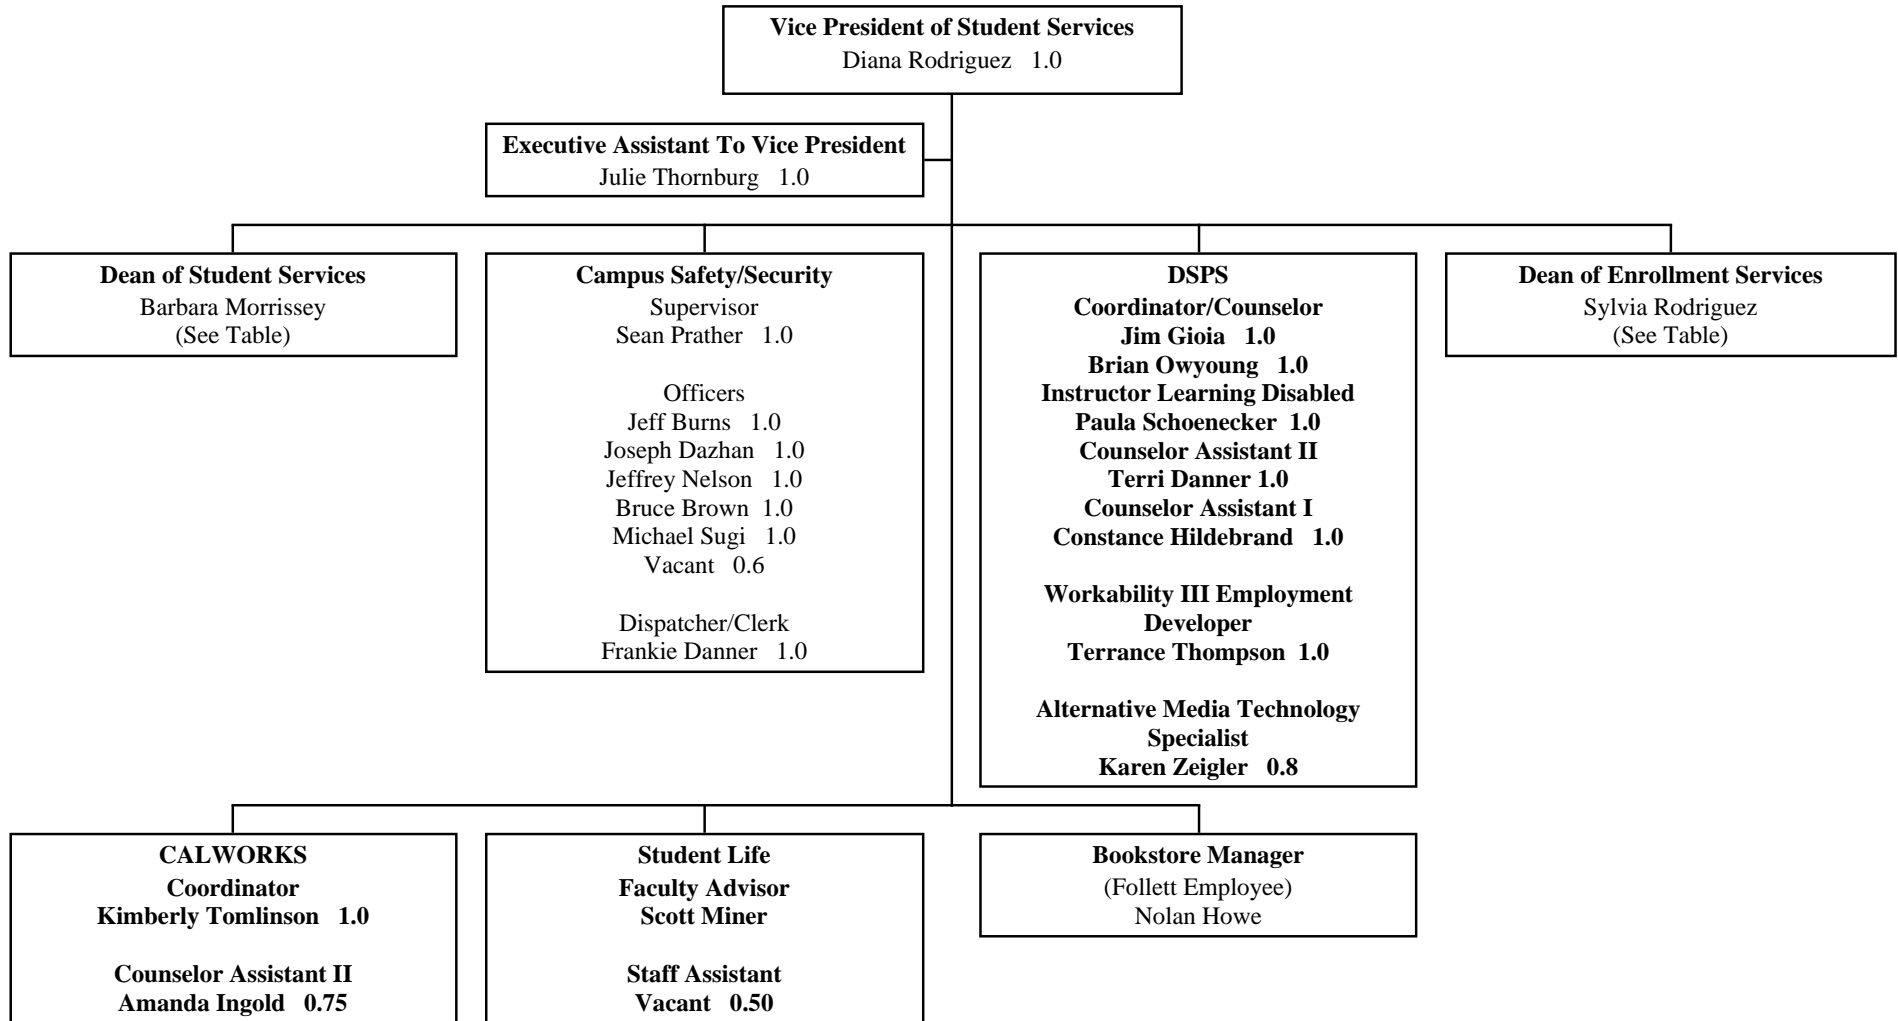 Vice President of Student Services
Diana Rodriguez 1.0
Executive Assistant To Vice President
Julie Thornburg 1.0
Dean of Student Services
Barbara Morrissey
(See Table)
Campus Safety/Security
Supervisor
Sean Prather 1.0
Officers
Jeff Burns 1.0
Joseph Dazhan 1.0
Jeffrey Nelson 1.0
Bruce Brown 1.0
Michael Sugi 1.0
Vacant 0.6
Dispatcher/Clerk
Frankie Danner 1.0
DSPS
Coordinator/Counselor
Jim Gioia 1.0
Brian Owyoung 1.0
Instructor Learning Disabled
Paula Schoenecker 1.0
Counselor Assistant II
Terri Danner 1.0
Counselor Assistant I
Constance Hildebrand 1.0
Workability III Employment
Developer
Terrance Thompson 1.0
Alternative Media Technology
Specialist
Karen Zeigler 0.8
Dean of Enrollment Services
Sylvia Rodriguez
(See Table)
CALWORKS
Coordinator
Kimberly Tomlinson 1.0
Counselor Assistant II
Amanda Ingold 0.75
Student Life
Faculty Advisor
Scott Miner
Staff Assistant
Vacant 0.50
Bookstore Manager
(Follett Employee)
Nolan Howe